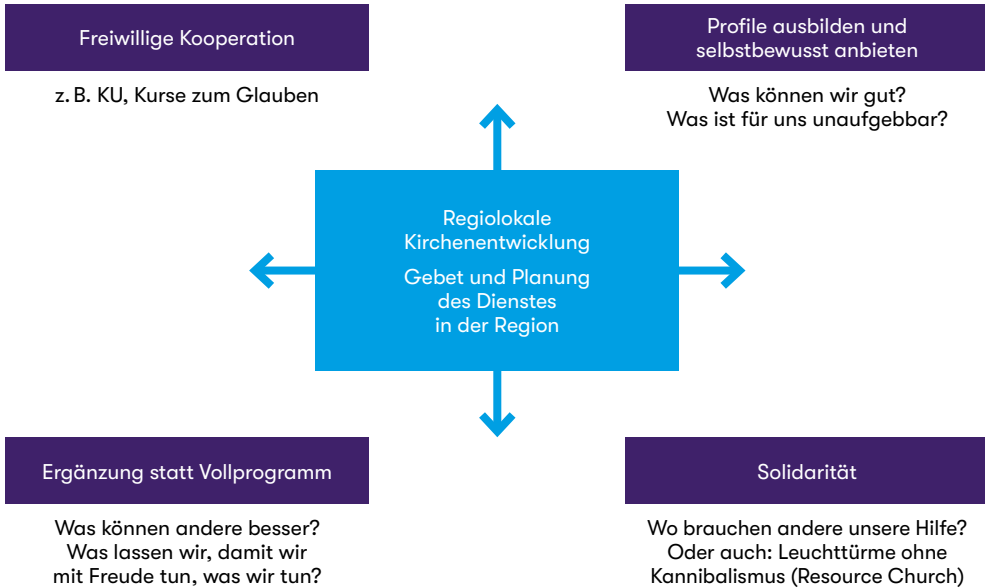 Freiwillige Kooperation
z. B. KU, Kurse zum Glauben
Profile ausbilden und
selbstbewusst anbieten
Was können wir gut?
Was ist für uns unaufgebbar?
Regiolokale
Kirchenentwicklung
Gebet und Planung
des Dienstes
in der Region
Ergänzung statt Vollprogramm
Was können andere besser?
Was lassen wir, damit wir
mit Freude tun, was wir tun?
Solidarität
Wo brauchen andere unsere Hilfe?
Oder auch: Leuchttürme ohne
Kannibalismus (Resource Church)